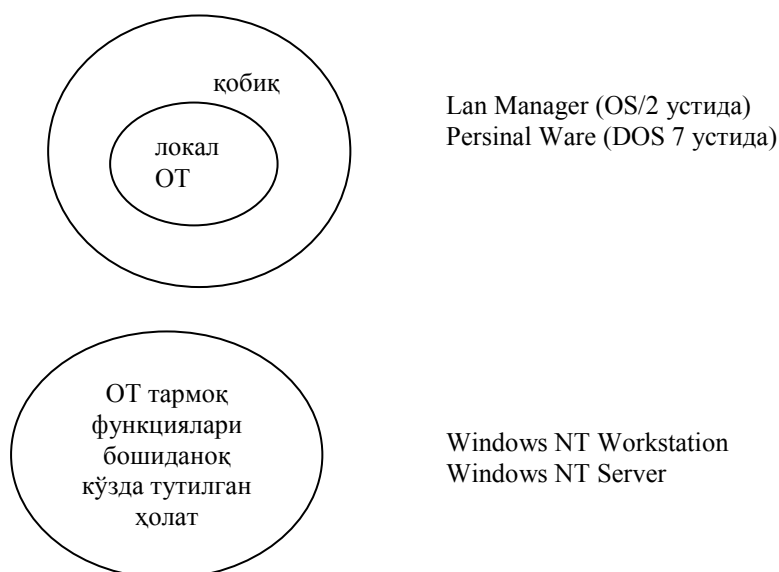 қобиқ
локал
ОТ
Lan Manager (OS/2 устида)
Persinal Ware (DOS 7 устида)
ОТ тармоқ
функциялари
бошиданоқ
кўзда тутилган
ҳолат
Windows NT Workstation
Windows NT Server